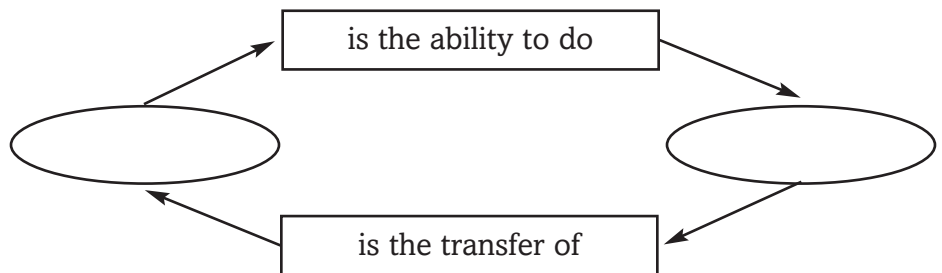 is the ability to do
is the transfer of